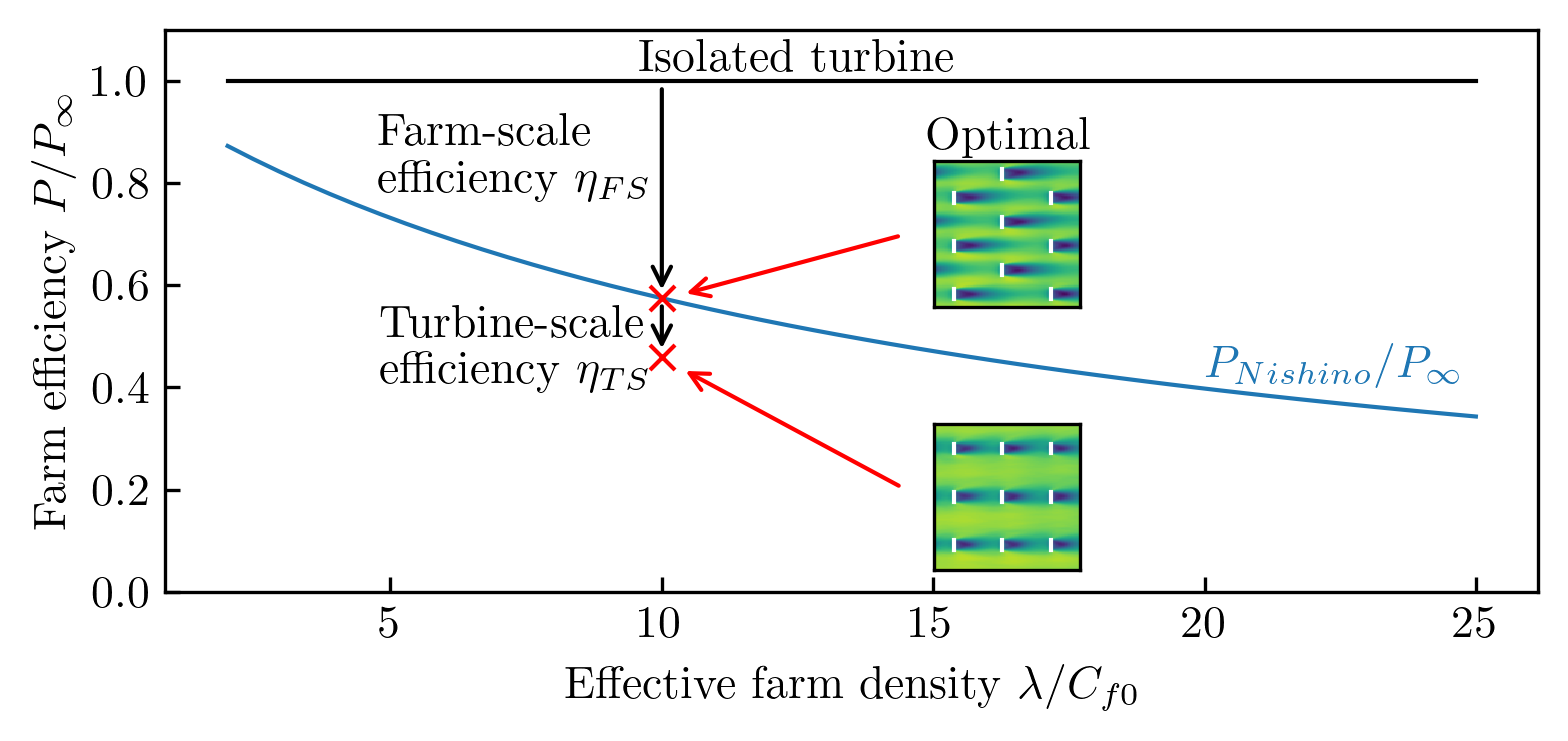 Isolated turbine
1.0
Farm-scale
efficiency $\eta_{FS}$
Optimal
0.8
0.6
Turbine-scale
efficiency $\eta_{TS}$
$P_{Nishino}/P_{\infty}$
0.4
0.2
0.0
Farm efficiency $P/P_{\infty}$
5 10 15 20 25
Effective farm density $\lambda/C_{f0}$